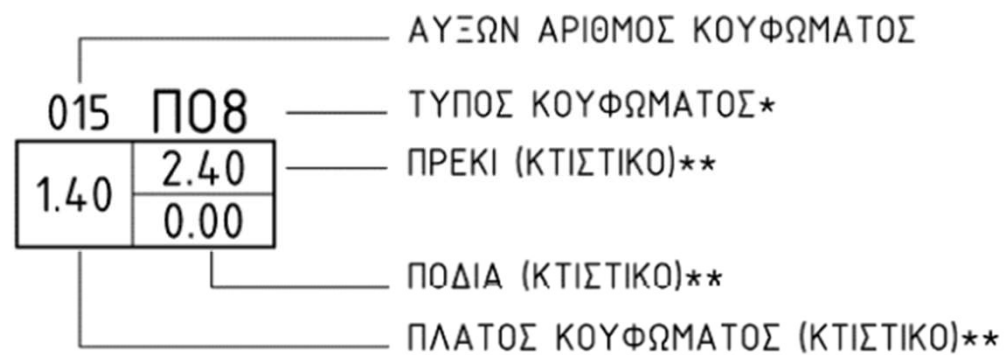 ΑΥΞΩΝ ΑΡΙΘΜΟΣ ΚΟΥΦΩΜΑΤΟΣ
015 ΠΟ8
ΤΥΠΟΣ ΚΟΥΦΩΜΑΤΟΣ*
1.40
2.40
ΠΡΕΚΙ (ΚΤΙΣΤΙΚΟ)**
0.00
ΠΟΔΙΑ (ΚΤΙΣΤΙΚΟ)**
ΠΛΑΤΟΣ ΚΟΥΦΩΜΑΤΟΣ (ΚΤΙΣΤΙΚΟ)**